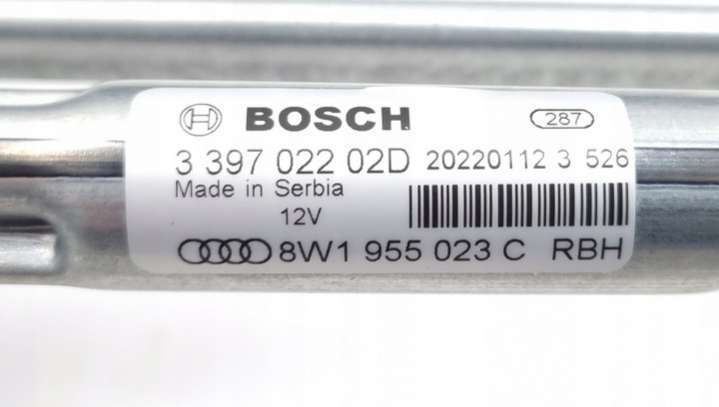 BOSCH 287
3 397 022 02D 20220112 3 526
Made in Serbia
12V
8W1 955 023 C RBH